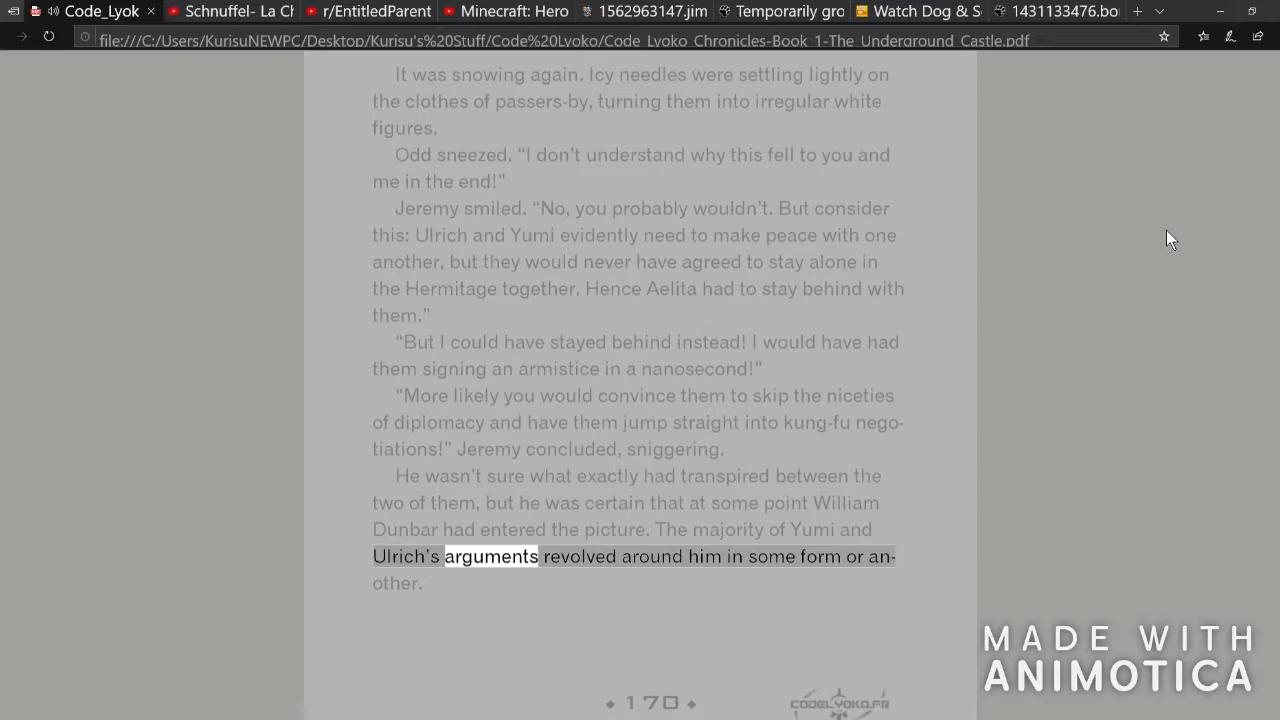 Code_Lyok
Schnuffel- La Cł
r/EntitledParent
Minecraft: Hero
1562963147.jim
Temporarily gro
Watch Dog & S
1431133476.bo
file:///C:/Users/KurisuNEWPC/Desktop/Kurisu's%20Stuff/Code%20Lyoko/Code_Lyoko_Chronicles-Book_1-The_Underground_Castle.pdf
It was snowing again. Icy needles were settling lightly on
the clothes of passers-by, turning them into irregular white
figures.
Odd sneezed. “I don’t understand why this fell to you and
me in the end!”
Jeremy smiled. “No, you probably wouldn’t. But consider
this: Ulrich and Yumi evidently need to make peace with one
another, but they would never have agreed to stay alone in
the Hermitage together. Hence Aelita had to stay behind with
them.”
“But I could have stayed behind instead! I would have had
them signing an armistice in a nanosecond!”
“More likely you would convince them to skip the niceties
of diplomacy and have them jump straight into kung-fu nego-
tiations!” Jeremy concluded, sniggering.
He wasn’t sure what exactly had transpired between the
two of them, but he was certain that at some point William
Dunbar had entered the picture. The majority of Yumi and
Ulrich’s arguments revolved around him in some form or an-
other.
170
CODELYOKO.FR
MADE WITH
ANIMOTICA